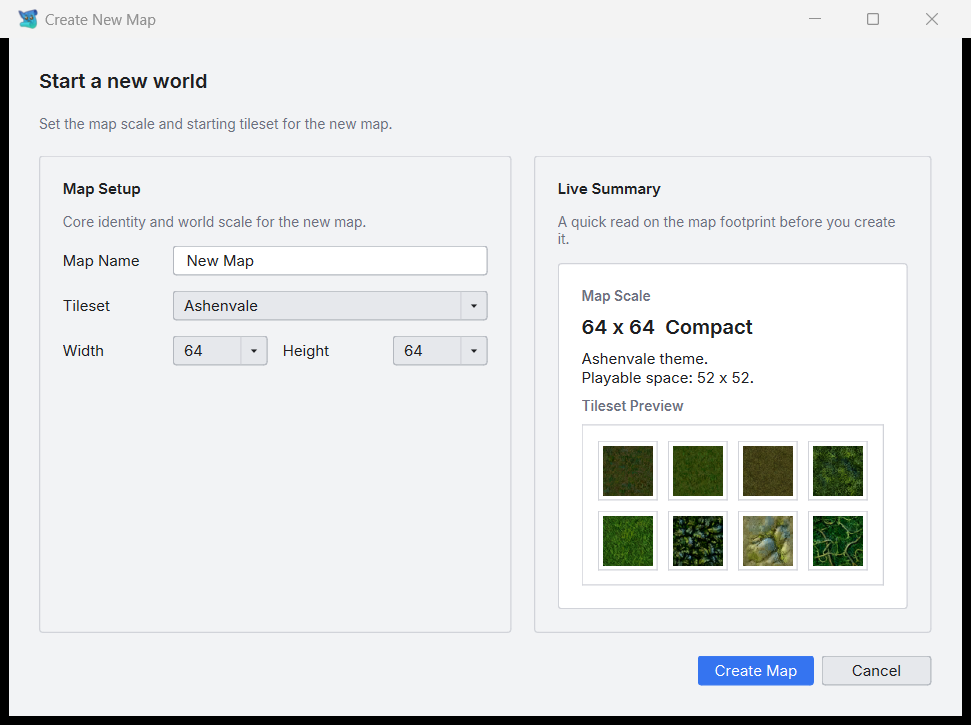 Create New Map
Start a new world
Set the map scale and starting tileset for the new map.
Map Setup
Core identity and world scale for the new map.
Map Name
New Map
Tileset
Ashenvale
Width
64
Height
64
Live Summary
A quick read on the map footprint before you create
it.
Map Scale
64 x 64 Compact
Ashenvale theme.
Playable space: 52 x 52.
Tileset Preview
Create Map
Cancel